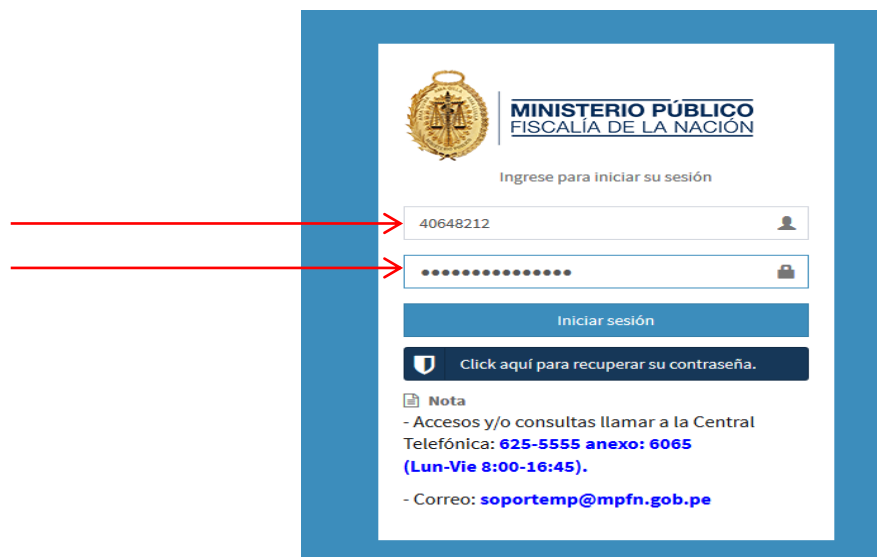 MINISTERIO PÚBLICO
FISCALÍA DE LA NACIÓN
Ingrese para iniciar su sesión
40648212
●●●●●●●●●●●●●●●
Iniciar sesión
Click aquí para recuperar su contraseña.
Nota
- Accesos y/o consultas llamar a la Central
Telefónica: 625-5555 anexo: 6065
(Lun-Vie 8:00-16:45).
- Correo: soportemp@mpfn.gob.pe